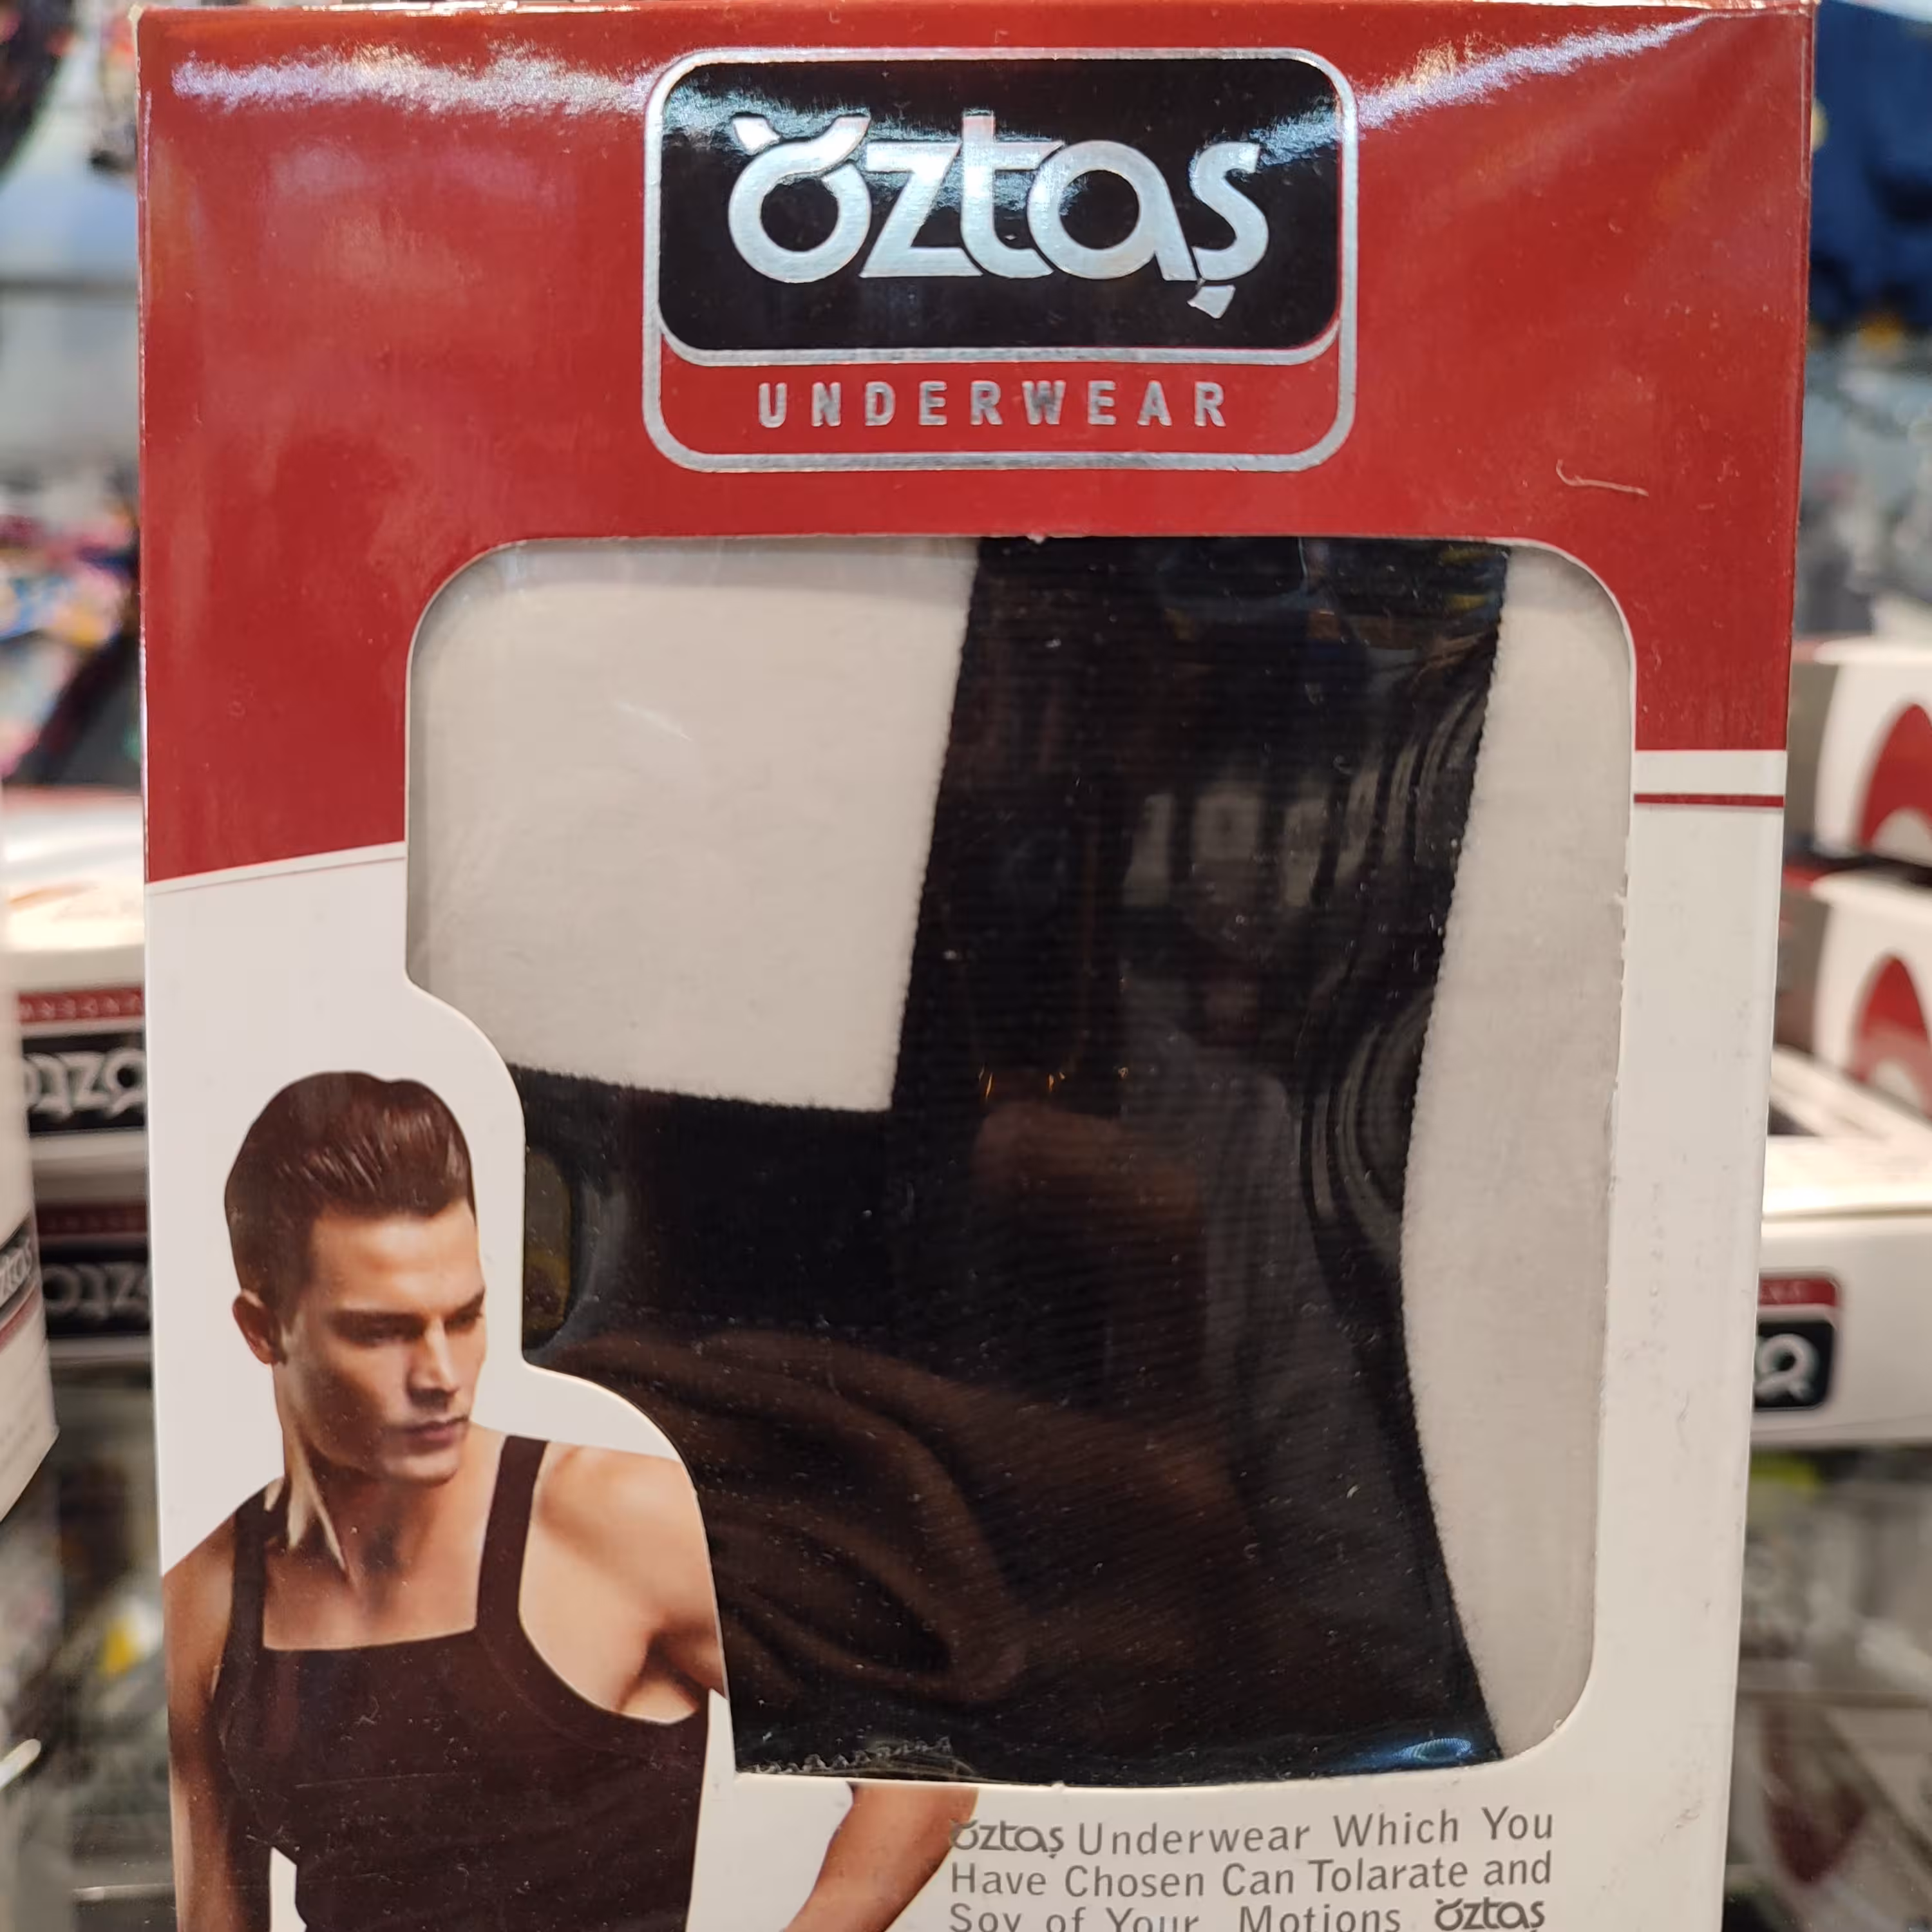 öztaş
UNDERWEAR
öztaş Underwear Which You
Have Chosen Can Tolarate and
Soy of Your Motions öztaş